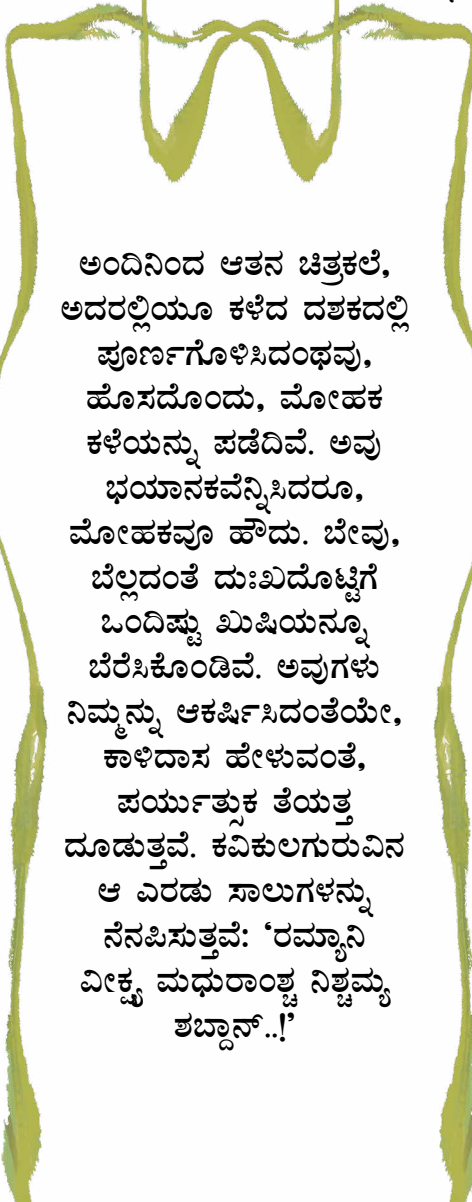 ಅಂದಿನಿಂದ ಆತನ ಚಿತ್ರಕಲೆ,
ಅದರಲ್ಲಿಯೂ ಕಳೆದ ದಶಕದಲ್ಲಿ
ಪೂರ್ಣಗೊಳಿಸಿದಂಥವು,
ಹೊಸದೊಂದು, ಮೋಹಕ
ಕಳೆಯನ್ನು ಪಡೆದಿವೆ. ಅವು
ಭಯಾನಕವೆನ್ನಿಸಿದರೂ,
ಮೋಹಕವೂ ಹೌದು. ಬೇವು,
ಬೆಲ್ಲದಂತೆ ದುಃಖದೊಟ್ಟಿಗೆ
ಒಂದಿಷ್ಟು ಖುಷಿಯನ್ನೂ
ಬೆರೆಸಿಕೊಂಡಿವೆ. ಅವುಗಳು
ನಿಮ್ಮನ್ನು ಆಕರ್ಷಿಸಿದಂತೆಯೇ,
ಕಾಳಿದಾಸ ಹೇಳುವಂತೆ,
ಪರ್ಯುತ್ಸುಕ ತೆಯತ್ತ
ದೂಡುತ್ತವೆ. ಕವಿಕುಲಗುರುವಿನ
ಆ ಎರಡು ಸಾಲುಗಳನ್ನು
ನೆನಪಿಸುತ್ತವೆ: ‘ರಮ್ಯಾನಿ
ವೀಕ್ಷ್ಯ ಮಧುರಾಂಶ್ಚ ನಿಶ್ಚಮ್ಯ
ಶಬ್ದಾನ್..!’